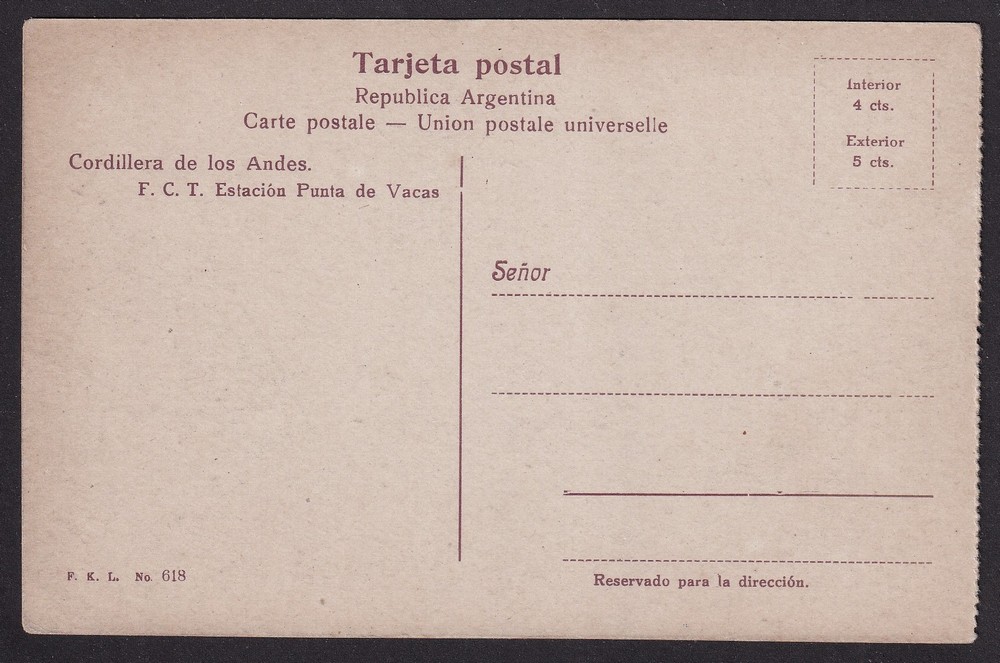 Tarjeta postal
Republica Argentina
Carte postale — Union postale universelle
Interior
4 cts.
Exterior
5 cts.
Cordillera de los Andes.
F. C. T. Estación Punta de Vacas
Señor
F. K. L. No. 618
Reservado para la dirección.